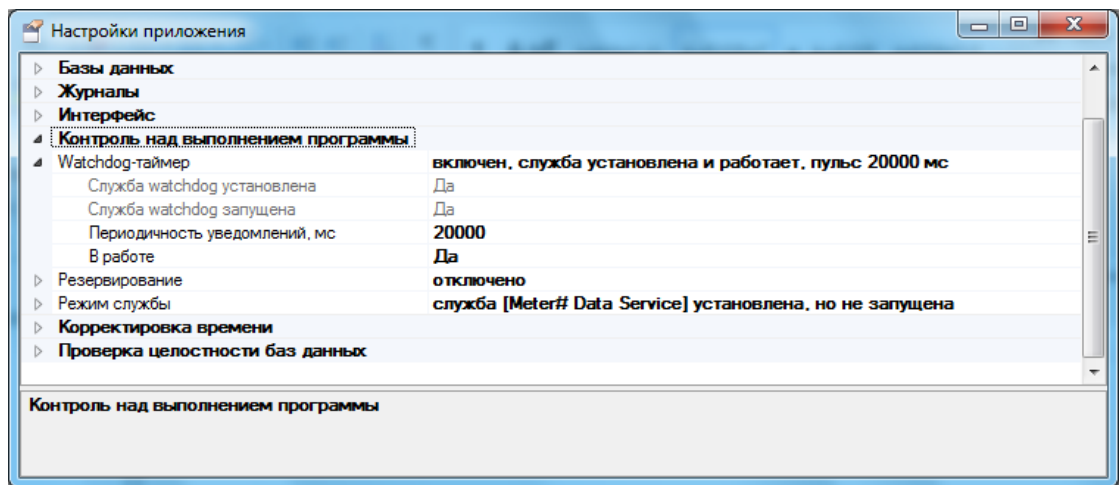 Настройки приложения
Базы данных
Журналы
Интерфейс
Контроль над выполнением программы
Watchdog-таймер включен, служба установлена и работает, пульс 20000 мс
Служба watchdog установлена Да
Служба watchdog запущена Да
Периодичность уведомлений, мс 20000
В работе Да
Резервирование отключено
Режим службы служба [Meter# Data Service] установлена, но не запущена
Корректировка времени
Проверка целостности баз данных
Контроль над выполнением программы